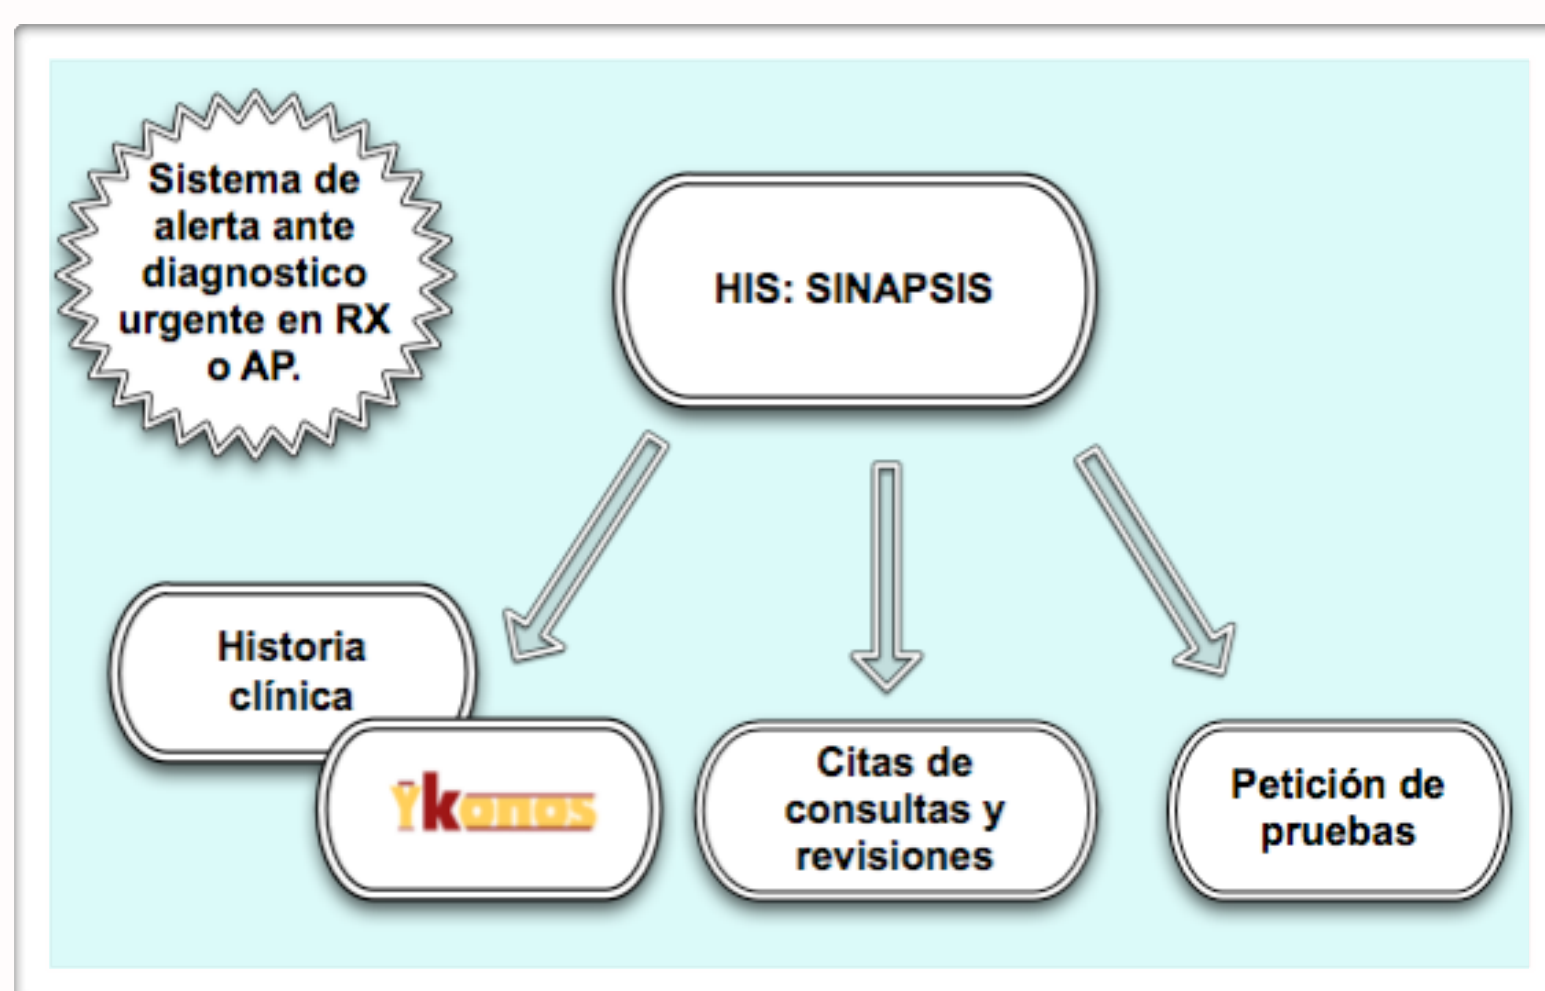 Sistema de
alerta ante
diagnostico
urgente en RX
o AP.
HIS: SINAPSIS
Historia
clínica
Ykonos
Citas de
consultas y
revisiones
Petición de
pruebas